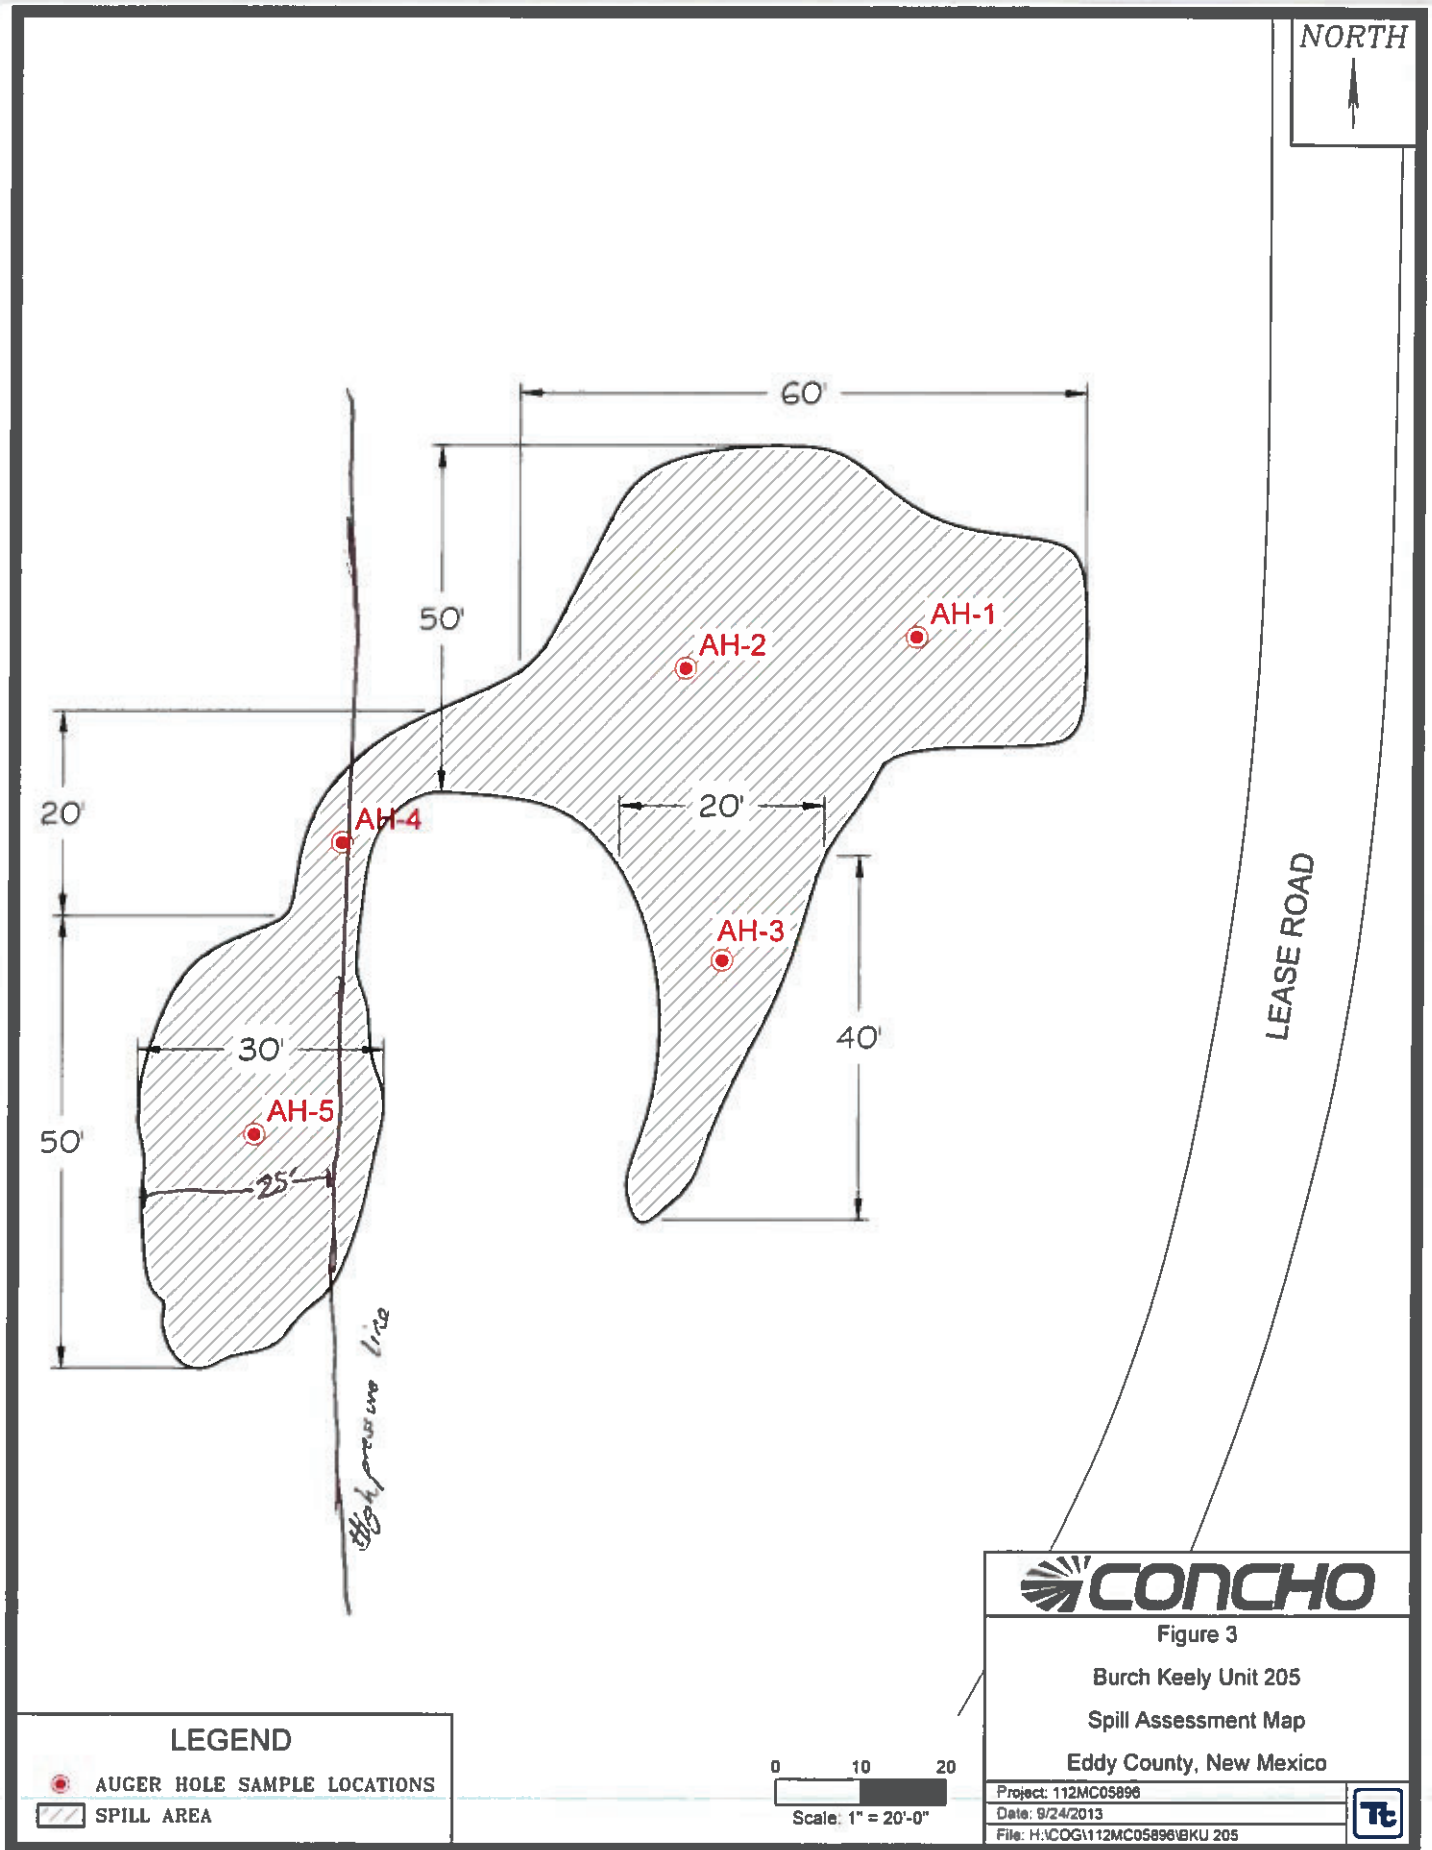 NORTH
60'
50'
AH-1
AH-2
20'
20'
AH-4
AH-3
LEASE ROAD
30'
40'
AH-5
50'
25'
High pressure line
CONCHO
Figure 3
Burch Keely Unit 205
Spill Assessment Map
Eddy County, New Mexico
Project: 112MC05896
Date: 9/24/2013
File: H:\COG\112MC05896\BKU 205
Tt
LEGEND
AUGER HOLE SAMPLE LOCATIONS
SPILL AREA
0 10 20
Scale: 1" = 20'-0"